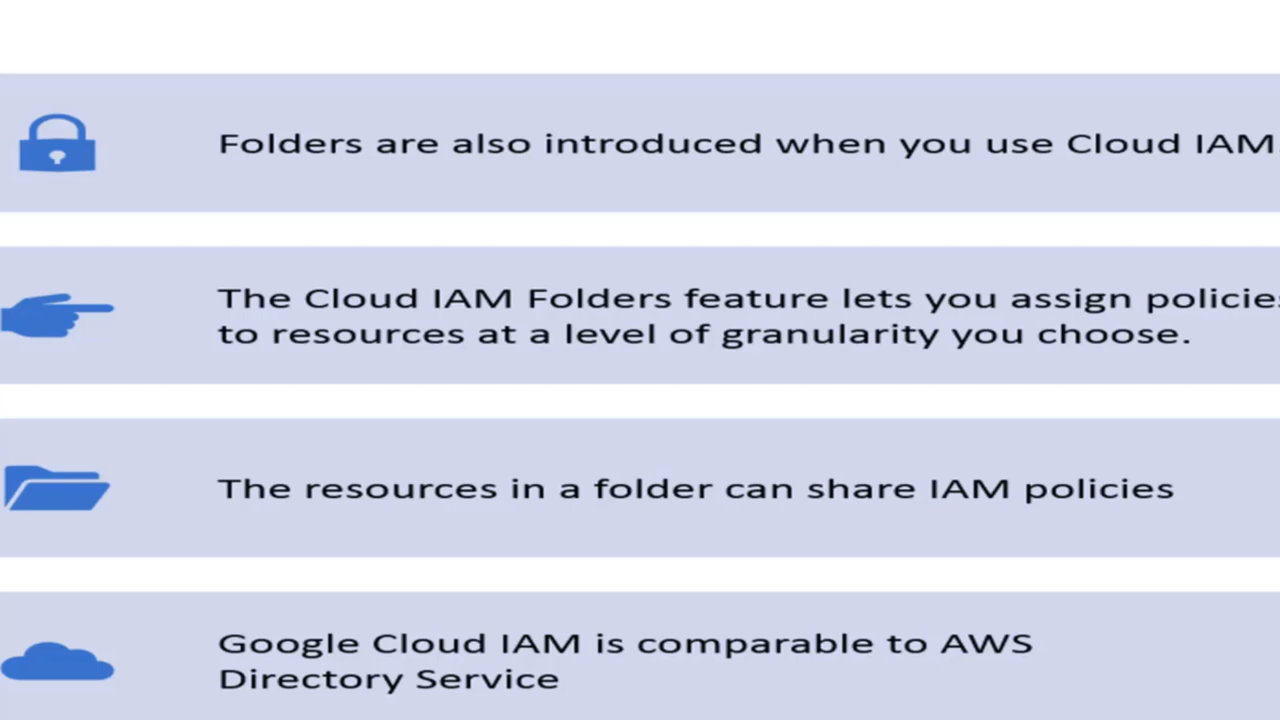 Folders are also introduced when you use Cloud IAM.
The Cloud IAM Folders feature lets you assign policies
to resources at a level of granularity you choose.
The resources in a folder can share IAM policies
Google Cloud IAM is comparable to AWS
Directory Service